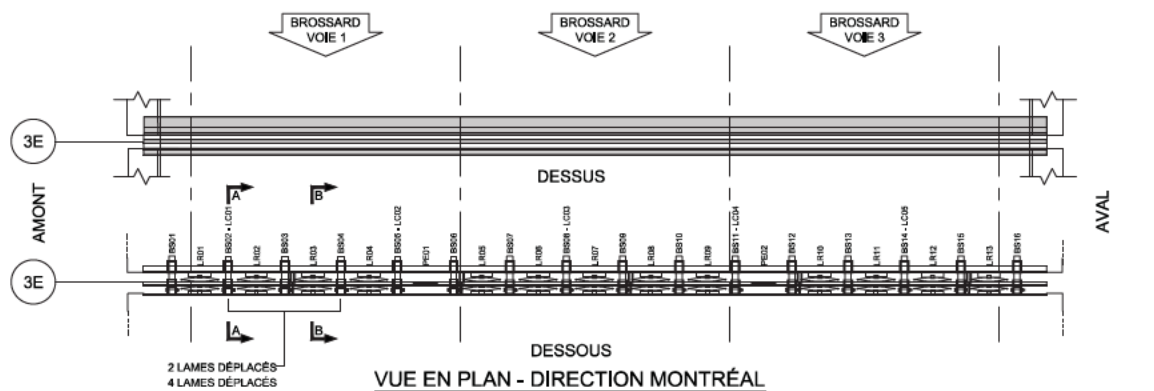 BROSSARD
VOIE 1
BROSSARD
VOIE 2
BROSSARD
VOIE 3
3E
DESSUS
AMONT
AVAL
A
B
BS01
LR01
BS02 - LC01
LR02
BS03
LR03
BS04
LR04
BS05 - LC02
PE01
BS06
LR05
BS07
LR06
BS08 - LC03
LR07
BS09
LR08
BS10
LR09
BS11 - LC04
PE02
BS12
LR10
BS13
LR11
BS14 - LC05
LR12
BS15
LR13
BS16
3E
A
B
2 LAMES DÉPLACÉS
4 LAMES DÉPLACÉS
DESSOUS
VUE EN PLAN - DIRECTION MONTRÉAL